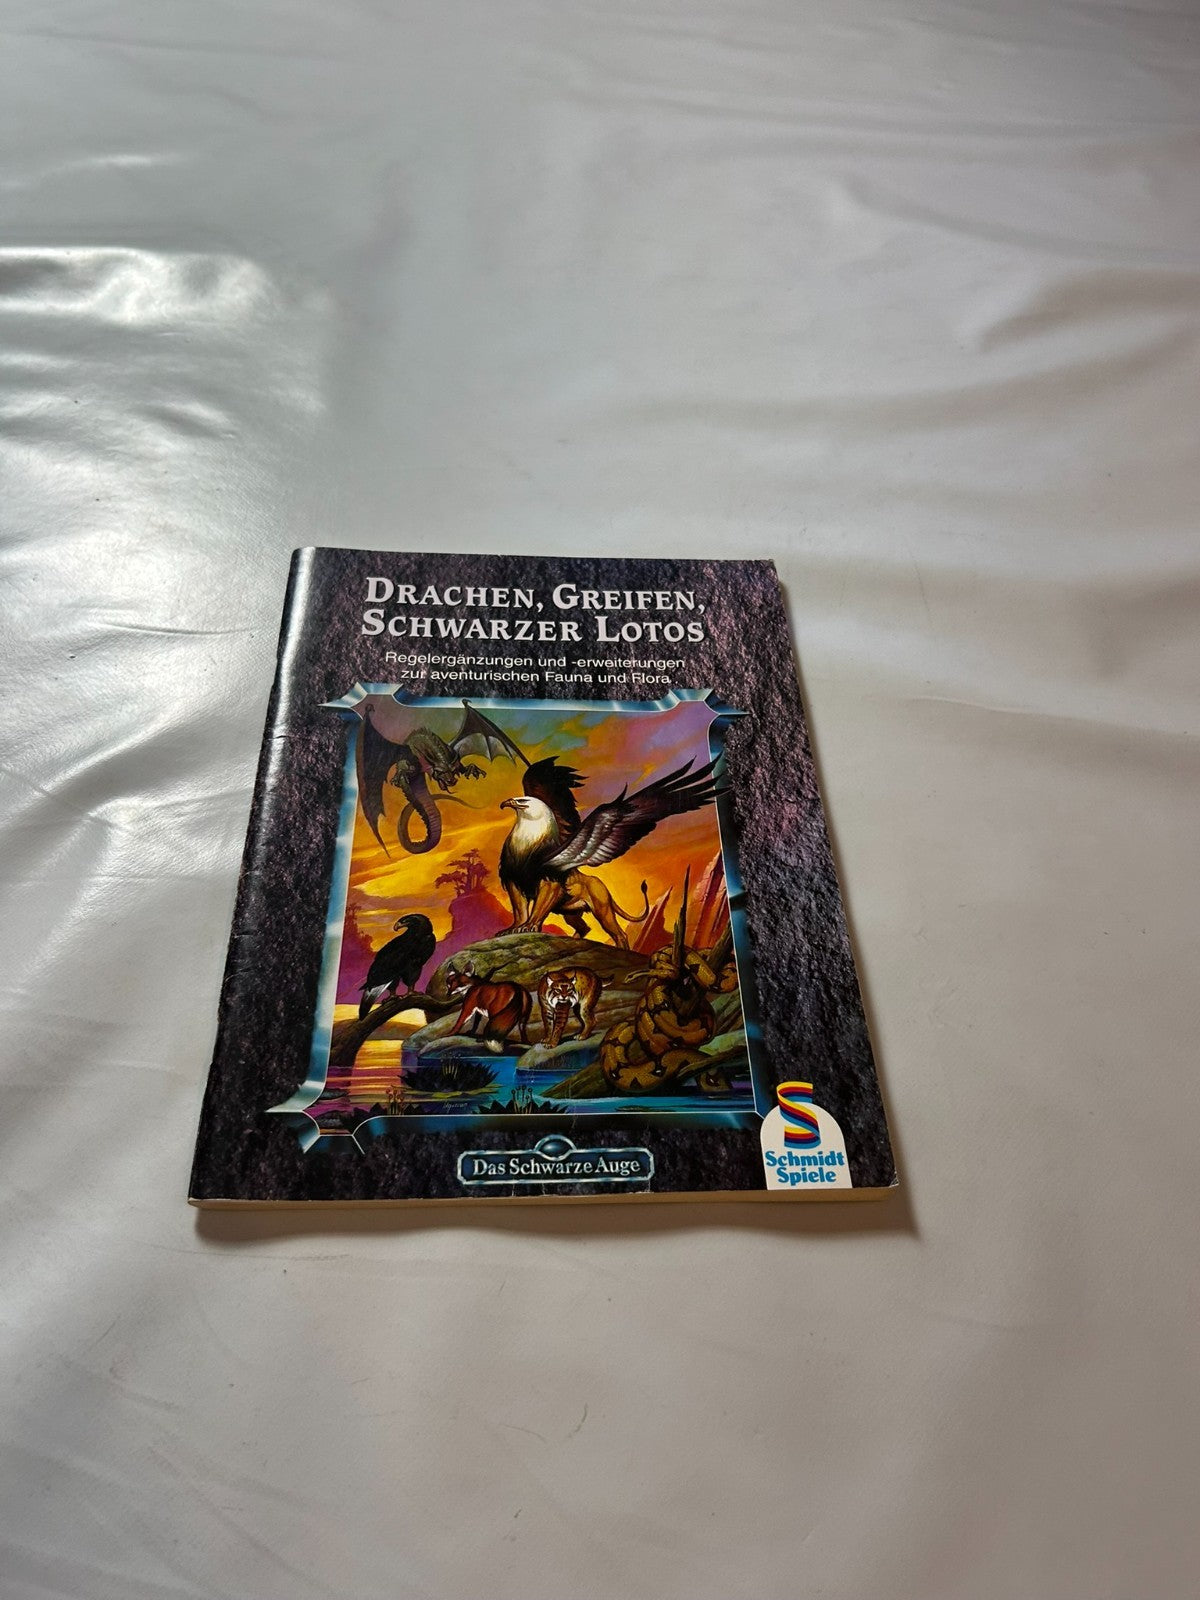 DRACHEN, GREIFEN,
SCHWARZER LOTOS
Regelergänzungen und -erweiterungen
zur aventurischen Fauna und Flora
Das Schwarze Auge
S
Schmidt
Spiele